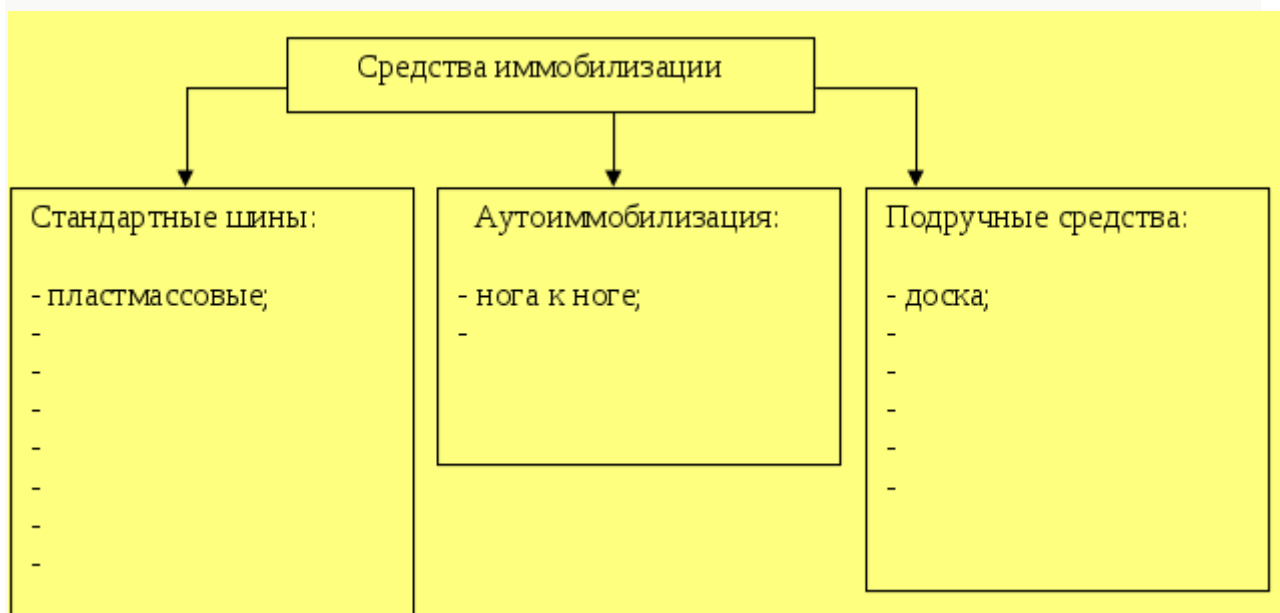 Средства иммобилизации
Стандартные шины:
- пластмассовые;
-
-
-
-
-
-
-
Аутоиммобилизация:
- нога к ноге;
-
Подручные средства:
- доска;
-
-
-
-
-